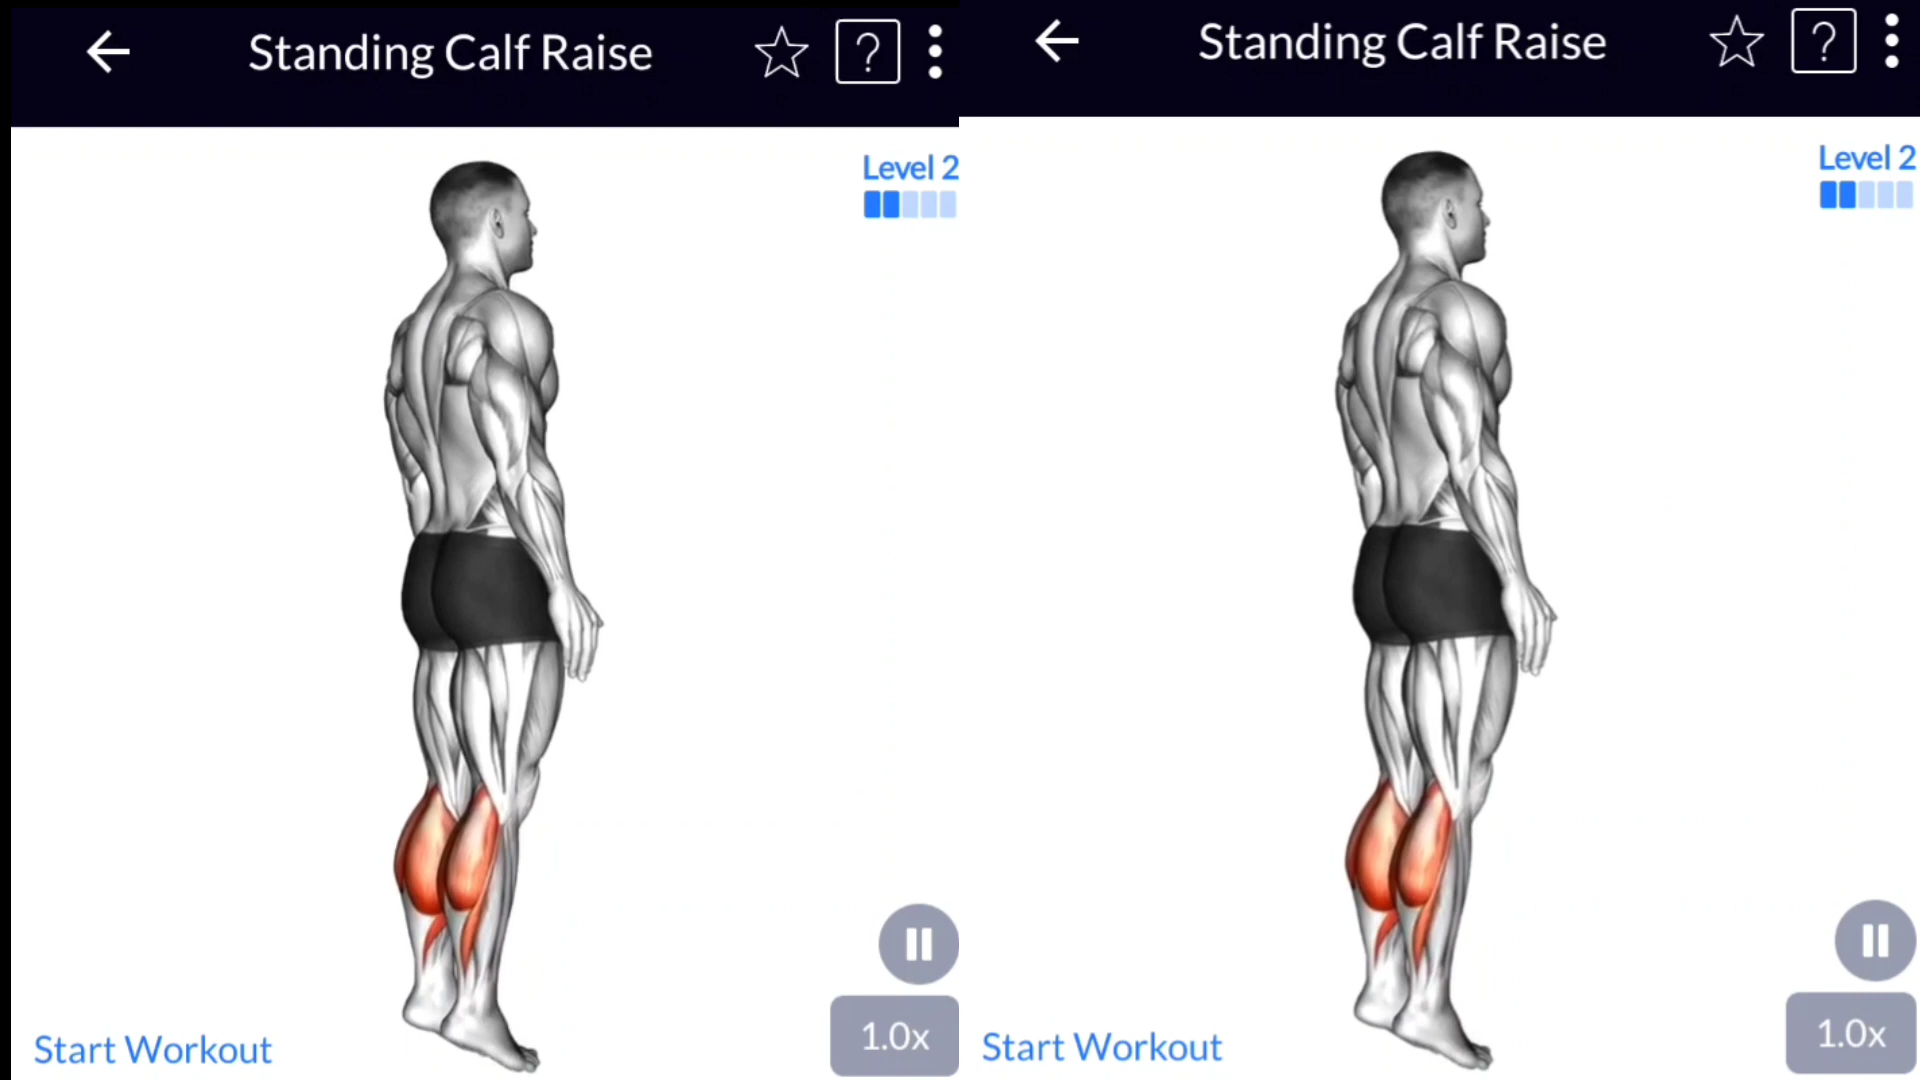 Standing Calf Raise ?
Level 2
Start Workout
1.0x
Standing Calf Raise ?
Level 2
Start Workout
1.0x